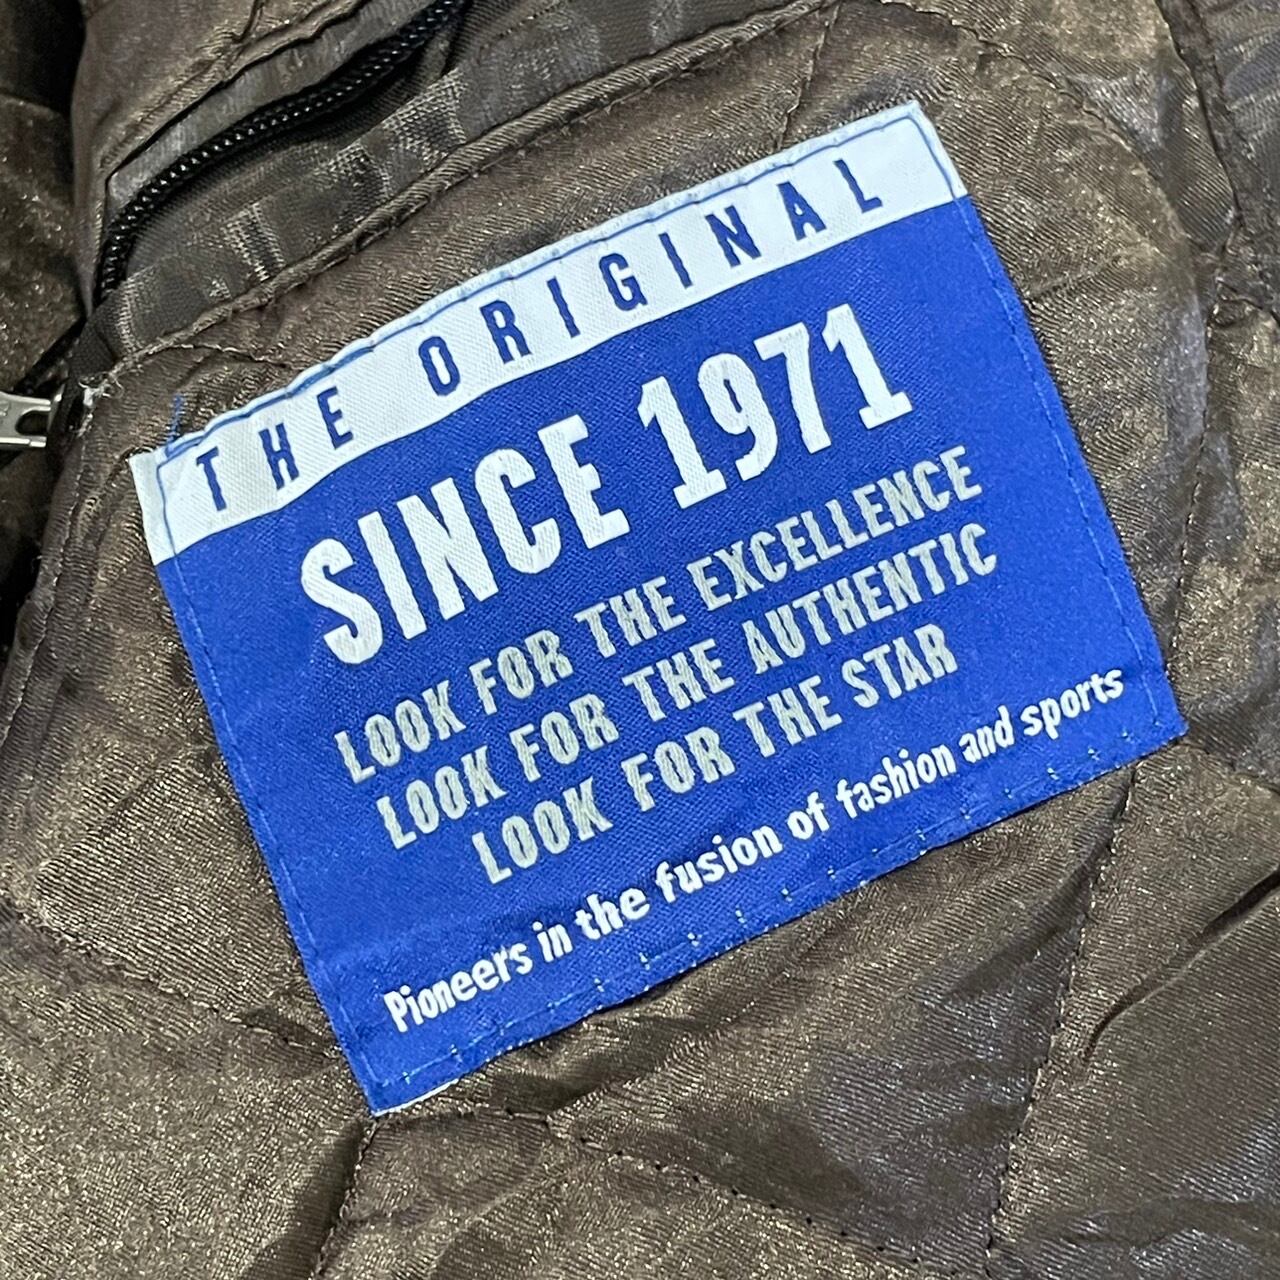 THE ORIGINAL
SINCE 1971
LOOK FOR THE EXCELLENCE
LOOK FOR THE AUTHENTIC
LOOK FOR THE STAR
Pioneers in the fusion of fashion and sports